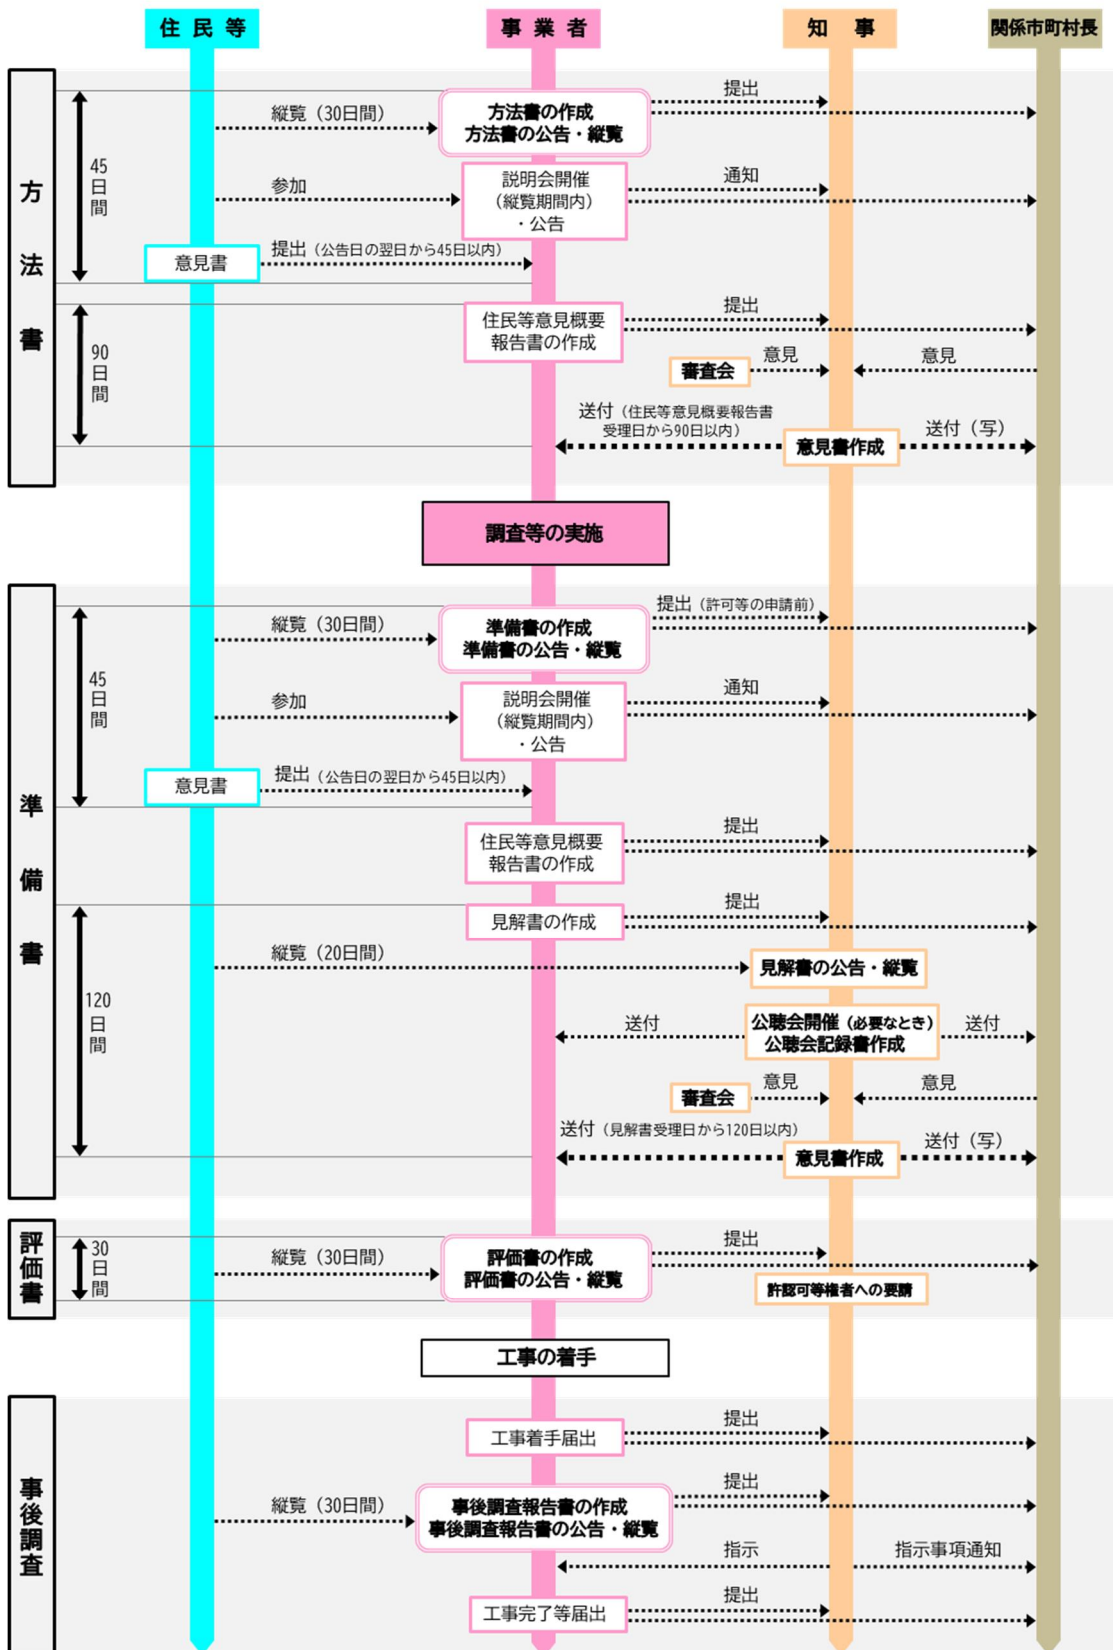 住 民 等
事 業 者
知 事
関係市町村長
方法書
45日間
縦覧（30日間）
方法書の作成
方法書の公告・縦覧
提出
参加
説明会開催
（縦覧期間内）
・公告
通知
意見書
提出（公告日の翌日から45日以内）
90日間
住民等意見概要
報告書の作成
提出
審査会
意見
意見
送付（住民等意見概要報告書
受理日から90日以内）
意見書作成
送付（写）
調査等の実施
準備書
45日間
縦覧（30日間）
準備書の作成
準備書の公告・縦覧
提出（許可等の申請前）
参加
説明会開催
（縦覧期間内）
・公告
通知
意見書
提出（公告日の翌日から45日以内）
住民等意見概要
報告書の作成
提出
120日間
見解書の作成
提出
縦覧（20日間）
見解書の公告・縦覧
送付
公聴会開催（必要なとき）
公聴会記録書作成
送付
審査会
意見
意見
送付（見解書受理日から120日以内）
意見書作成
送付（写）
評価書
30日間
縦覧（30日間）
評価書の作成
評価書の公告・縦覧
提出
許認可等権者への要請
工事の着手
事後調査
工事着手届出
提出
縦覧（30日間）
事後調査報告書の作成
事後調査報告書の公告・縦覧
提出
指示
指示事項通知
工事完了等届出
提出